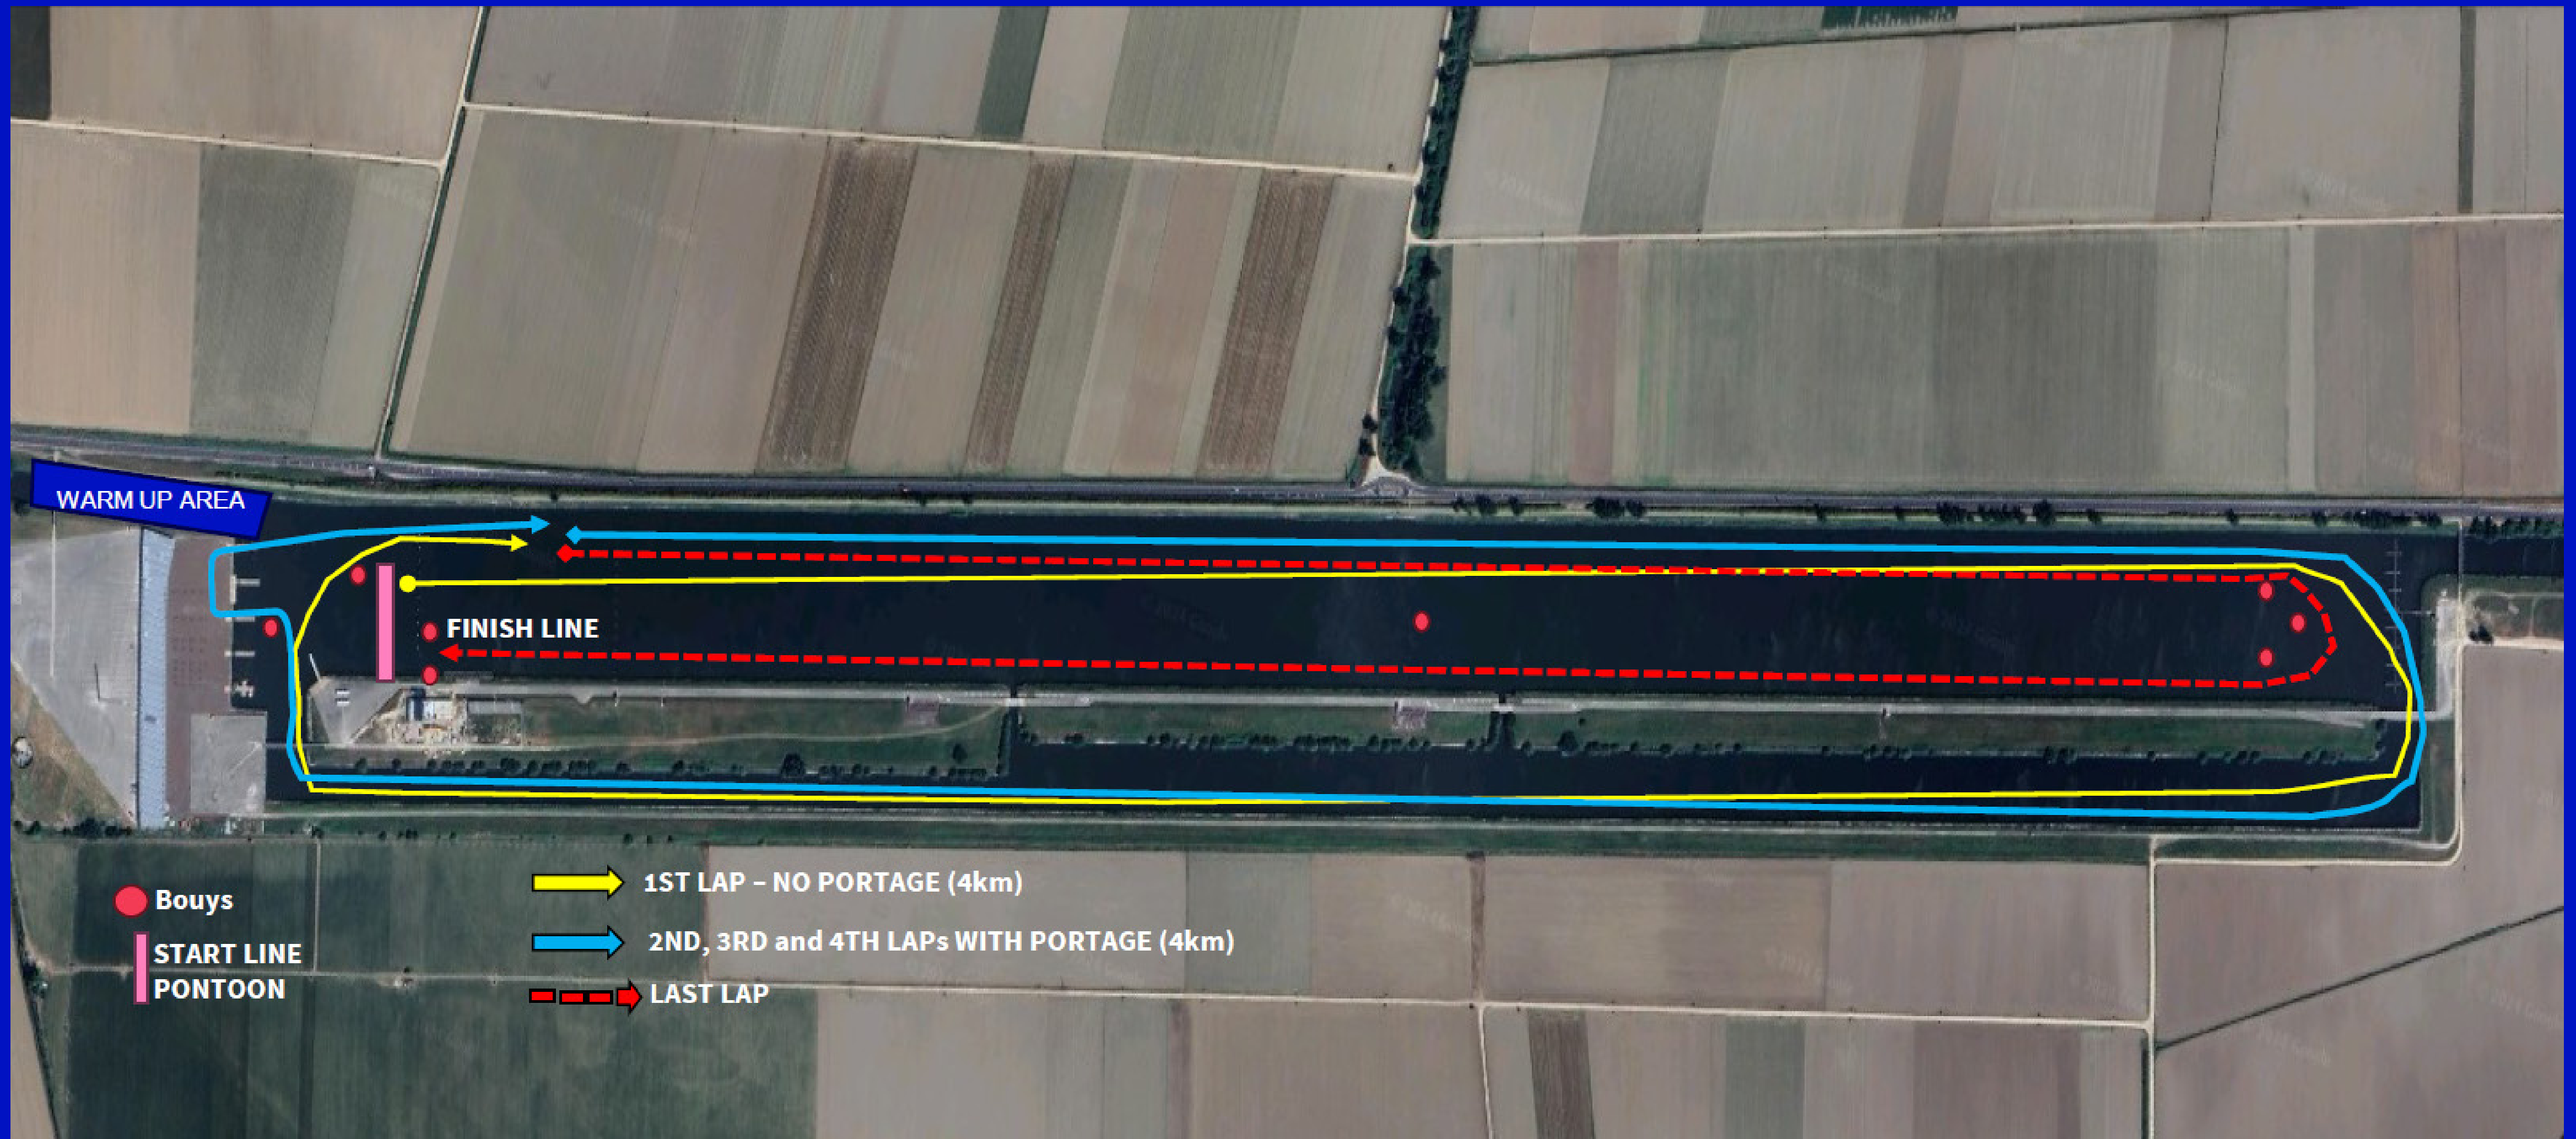 WARM UP AREA
FINISH LINE
Bouys
START LINE
PONTOON
1ST LAP – NO PORTAGE (4km)
2ND, 3RD and 4TH LAPs WITH PORTAGE (4km)
LAST LAP